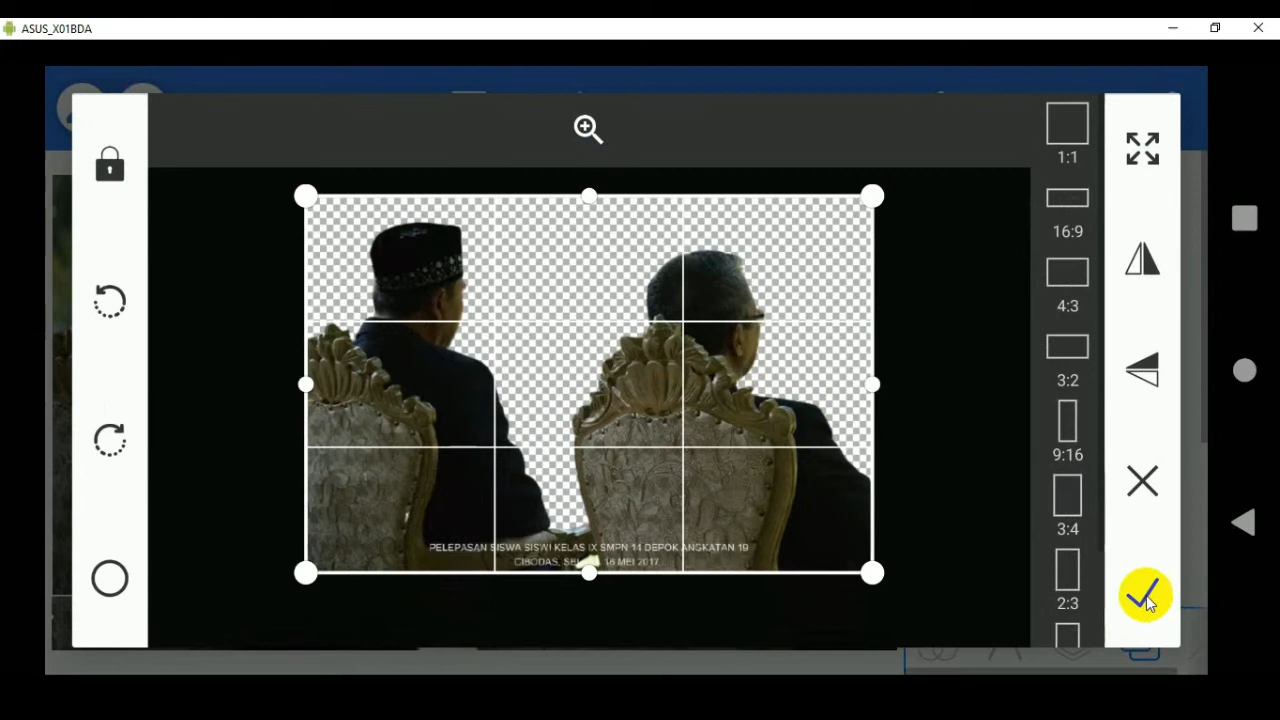 ASUS_X01BDA
1:1
16:9
4:3
3:2
9:16
3:4
2:3
PELEPASAN SISWA SISWI KELAS IX SMPN 14 DEPOK ANGKATAN 19
CIBODAS, 16 MEI 2017